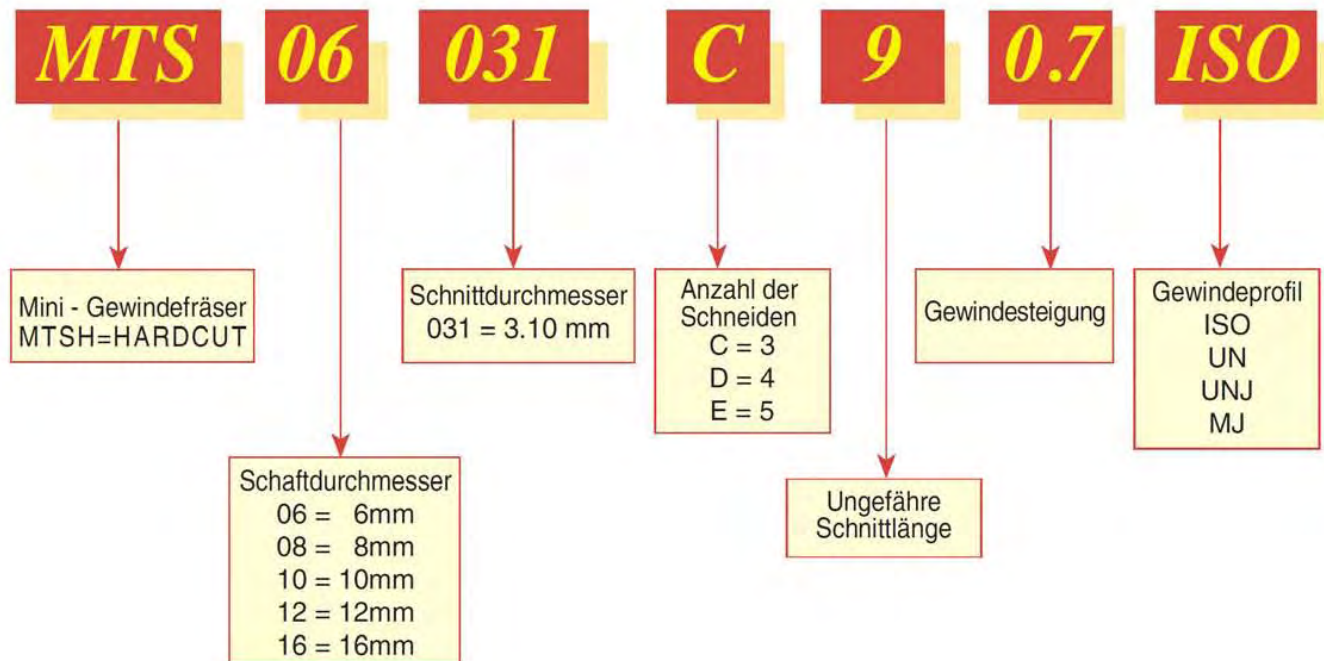 MTS 06 031 C 9 0.7 ISO
Mini - Gewindefräser
MTSH=HARDCUT
Schaftdurchmesser
06 = 6mm
08 = 8mm
10 = 10mm
12 = 12mm
16 = 16mm
Schnittdurchmesser
031 = 3.10 mm
Anzahl der
Schneiden
C = 3
D = 4
E = 5
Ungefähre
Schnittlänge
Gewindesteigung
Gewindeprofil
ISO
UN
UNJ
MJ